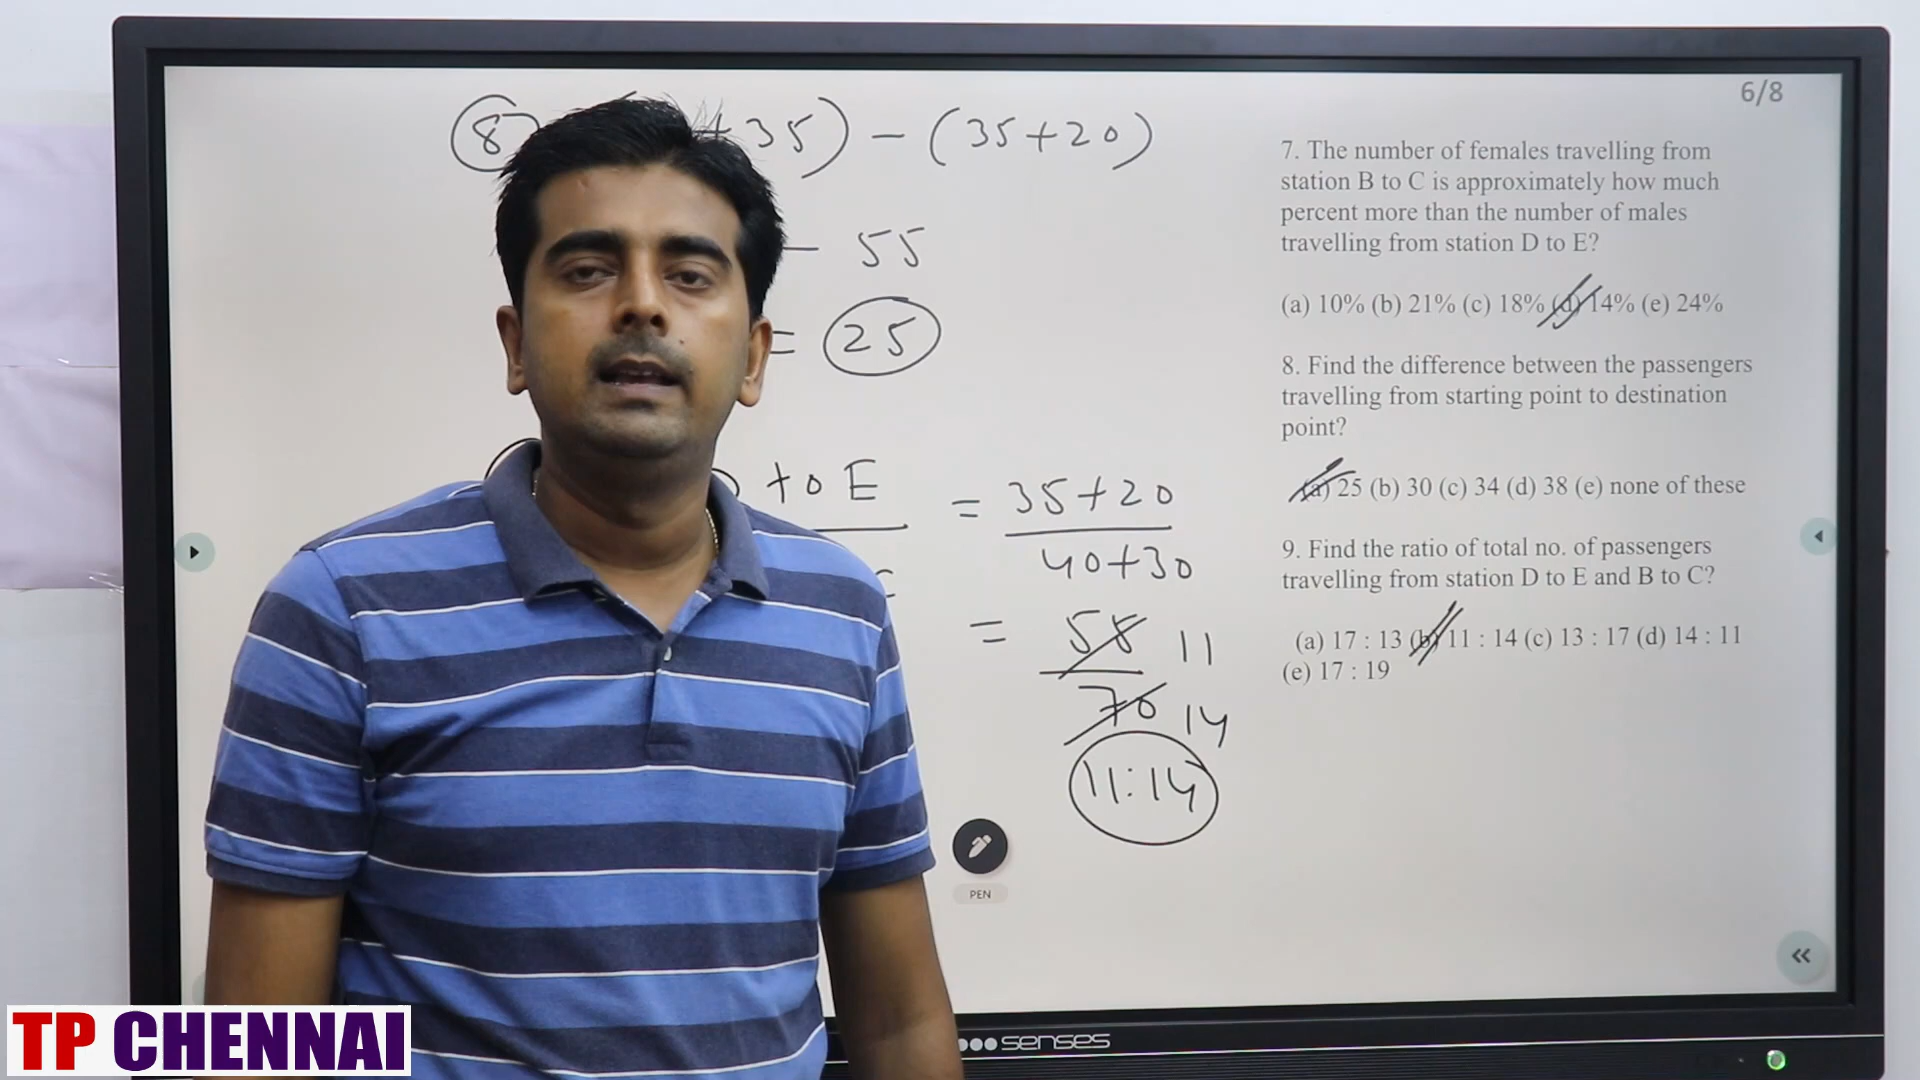 6/8
8 + 35) - (35+20)
- 55
= 25
to E = 35+20
40+30
= 55 11
70 14
11:14
7. The number of females travelling from
station B to C is approximately how much
percent more than the number of males
travelling from station D to E?
(a) 10% (b) 21% (c) 18% (d) 14% (e) 24%
8. Find the difference between the passengers
travelling from starting point to destination
point?
(a) 25 (b) 30 (c) 34 (d) 38 (e) none of these
9. Find the ratio of total no. of passengers
travelling from station D to E and B to C?
(a) 17 : 13 (b) 11 : 14 (c) 13 : 17 (d) 14 : 11
(e) 17 : 19
PEN
senses
TP CHENNAI